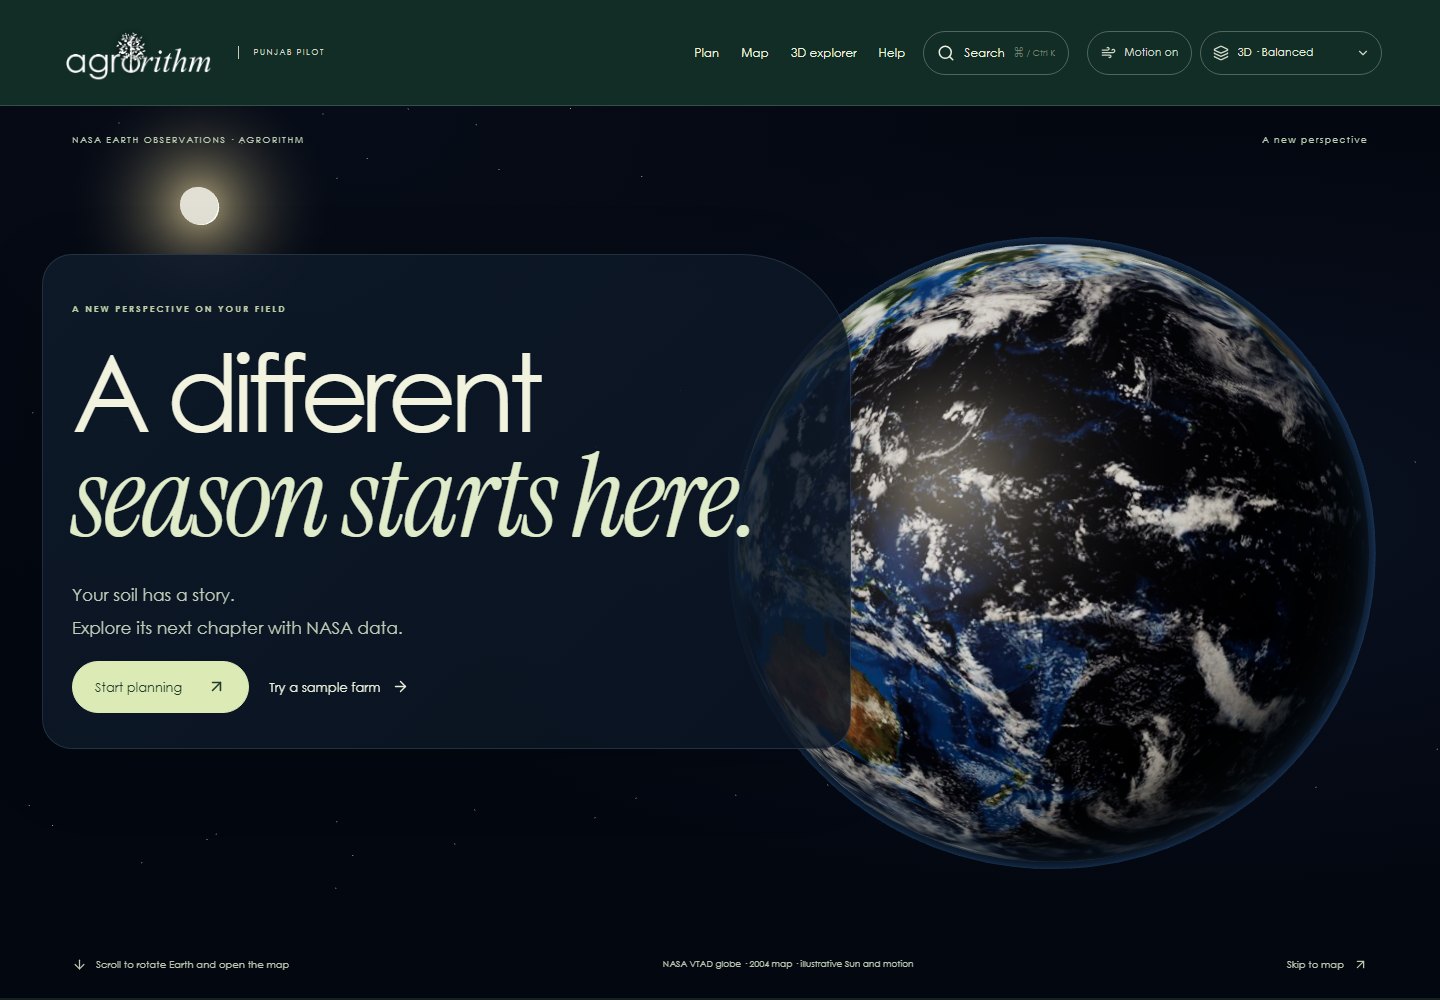 agrorithm
PUNJAB PILOT
Plan
Map
3D explorer
Help
Search ⌘ / Ctrl K
Motion on
3D · Balanced
NASA EARTH OBSERVATIONS · AGRORITHM
A new perspective
A NEW PERSPECTIVE ON YOUR FIELD
A different
season starts here.
Your soil has a story.
Explore its next chapter with NASA data.
Start planning
Try a sample farm
Scroll to rotate Earth and open the map
NASA VTAD globe · 2004 map · illustrative Sun and motion
Skip to map